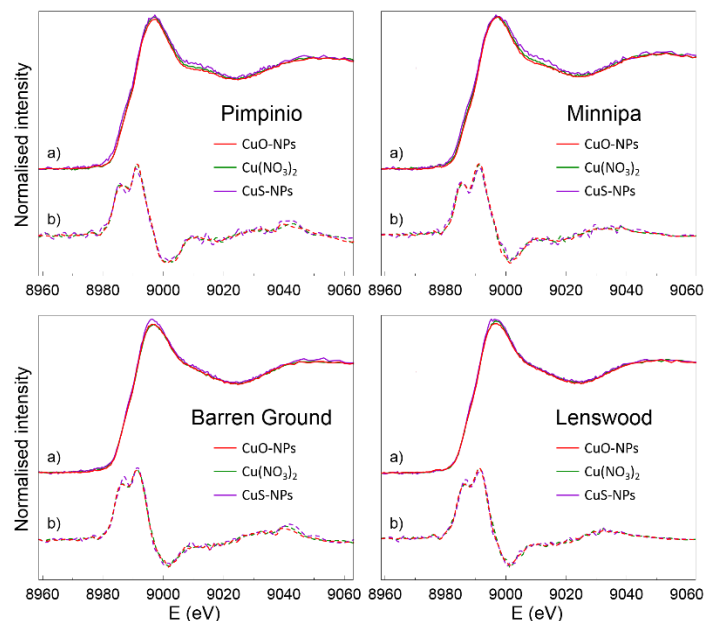 Normalised intensity
Pimpinio
a)
CuO-NPs
Cu(NO₃)₂
CuS-NPs
b)
8960 8980 9000 9020 9040 9060
Normalised intensity
Minnipa
a)
CuO-NPs
Cu(NO₃)₂
CuS-NPs
b)
8960 8980 9000 9020 9040 9060
Normalised intensity
Barren Ground
a)
CuO-NPs
Cu(NO₃)₂
CuS-NPs
b)
8960 8980 9000 9020 9040 9060
E (eV)
Lenswood
a)
CuO-NPs
Cu(NO₃)₂
CuS-NPs
b)
8960 8980 9000 9020 9040 9060
E (eV)